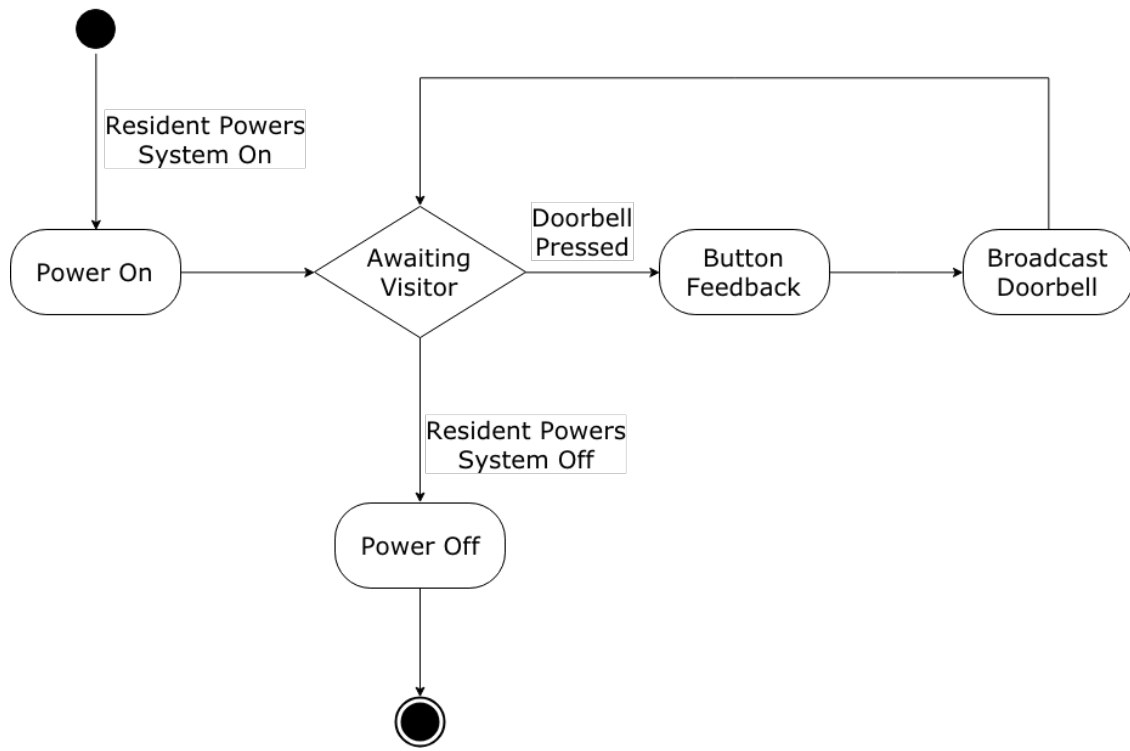 Resident Powers
System On
Power On
Awaiting
Visitor
Doorbell
Pressed
Button
Feedback
Broadcast
Doorbell
Resident Powers
System Off
Power Off